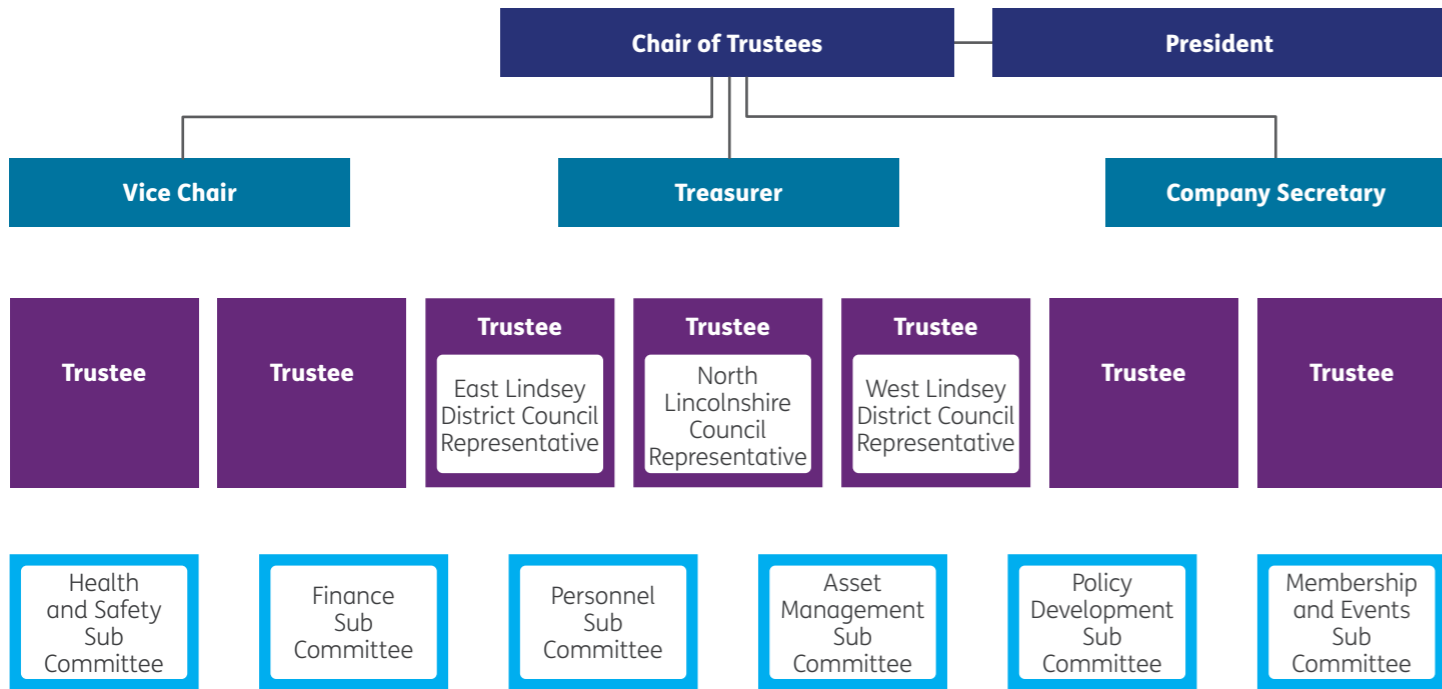 Chair of Trustees
President
Vice Chair
Treasurer
Company Secretary
Trustee
Trustee
Trustee
East Lindsey
District Council
Representative
Trustee
North
Lincolnshire
Council
Representative
Trustee
West Lindsey
District Council
Representative
Trustee
Trustee
Health
and Safety
Sub
Committee
Finance
Sub
Committee
Personnel
Sub
Committee
Asset
Management
Sub
Committee
Policy
Development
Sub
Committee
Membership
and Events
Sub
Committee